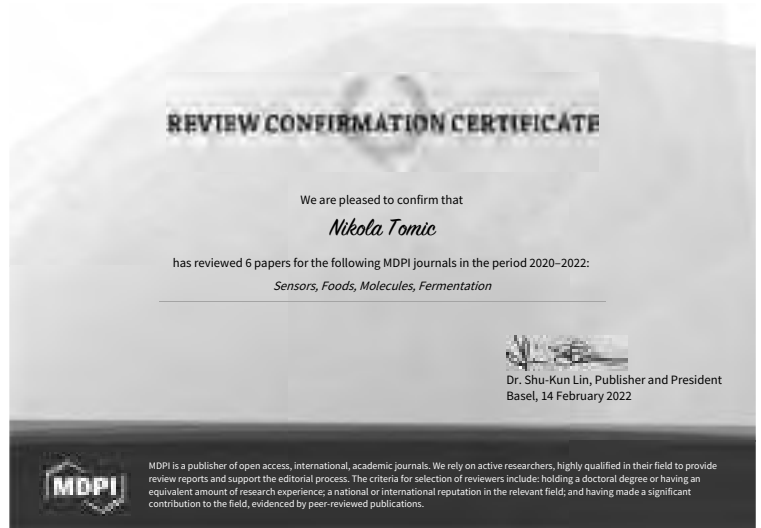 REVIEW CONFIRMATION CERTIFICATE
We are pleased to confirm that
Nikola Tomic
has reviewed 6 papers for the following MDPI journals in the period 2020–2022:
Sensors, Foods, Molecules, Fermentation
Dr. Shu-Kun Lin, Publisher and President
Basel, 14 February 2022
MDPI is a publisher of open access, international, academic journals. We rely on active researchers, highly qualified in their field to provide
review reports and support the editorial process. The criteria for selection of reviewers include: holding a doctoral degree or having an
equivalent amount of research experience; a national or international reputation in the relevant field; and having made a significant
contribution to the field, evidenced by peer-reviewed publications.
MDPI